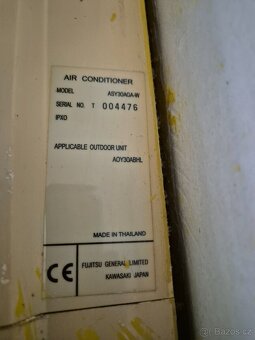 AIR CONDITIONER
MODEL ASY30AGA-W
SERIAL NO. T 004476
IPX0
APPLICABLE OUTDOOR UNIT
AOY30ABHL
MADE IN THAILAND
CE FUJITSU GENERAL LIMITED
KAWASAKI JAPAN
Bazos.cz